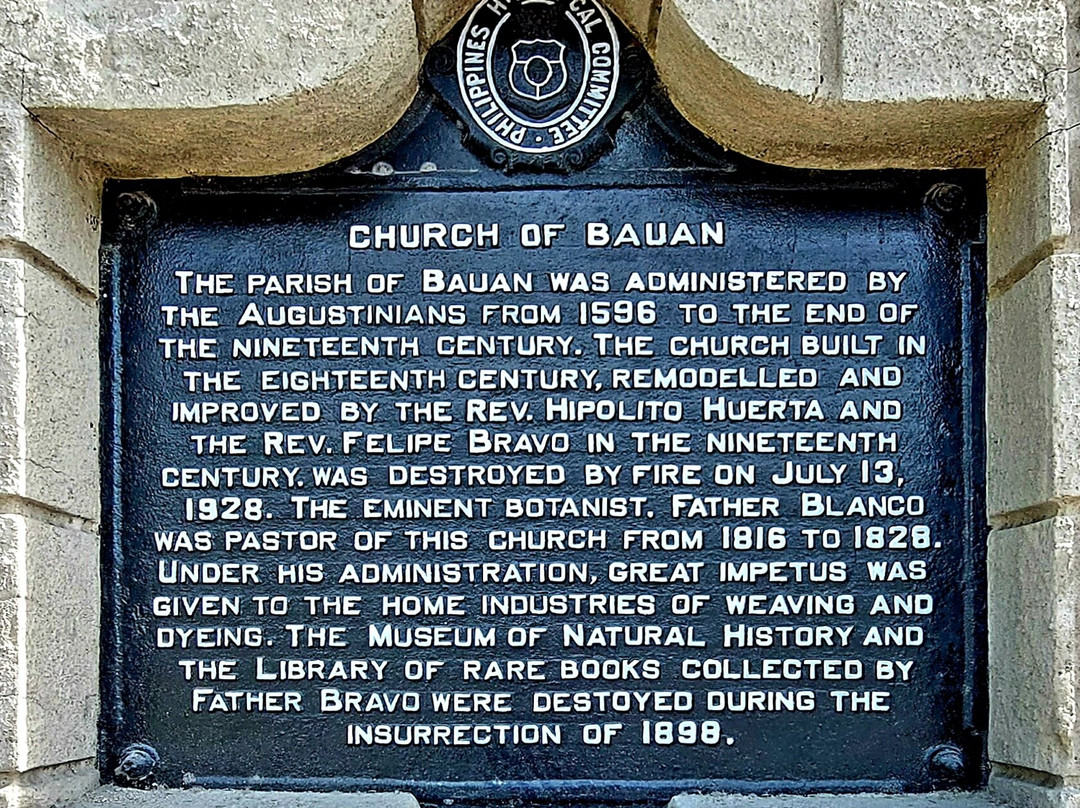 PHILIPPINES COMMITTEE
CHURCH OF BAUAN
THE PARISH OF BAUAN WAS ADMINISTERED BY
THE AUGUSTINIANS FROM 1596 TO THE END OF
THE NINETEENTH CENTURY. THE CHURCH BUILT IN
THE EIGHTEENTH CENTURY, REMODELLED AND
IMPROVED BY THE REV. HIPOLITO HUERTA AND
THE REV. FELIPE BRAVO IN THE NINETEENTH
CENTURY. WAS DESTROYED BY FIRE ON JULY 13,
1928. THE EMINENT BOTANIST. FATHER BLANCO
WAS PASTOR OF THIS CHURCH FROM 1816 TO 1828.
UNDER HIS ADMINISTRATION, GREAT IMPETUS WAS
GIVEN TO THE HOME INDUSTRIES OF WEAVING AND
DYEING. THE MUSEUM OF NATURAL HISTORY AND
THE LIBRARY OF RARE BOOKS COLLECTED BY
FATHER BRAVO WERE DESTOYED DURING THE
INSURRECTION OF 1898.